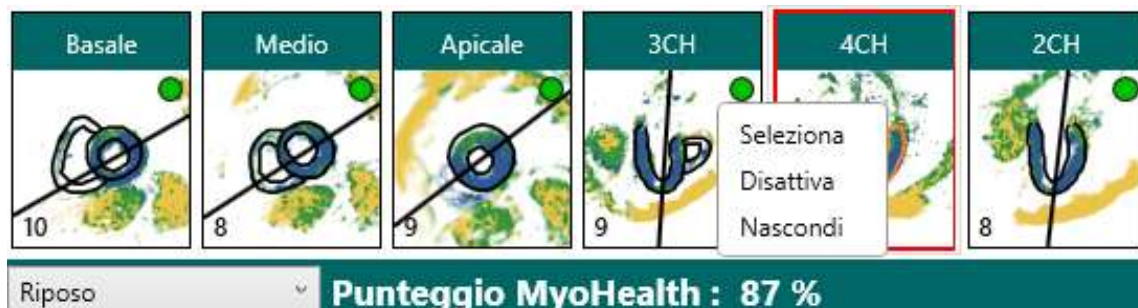 Basale
Medio
Apicale
3CH
4CH
2CH
Seleziona
Disattiva
Nascondi
10
8
9
9
8
Riposo
Punteggio MyoHealth : 87 %